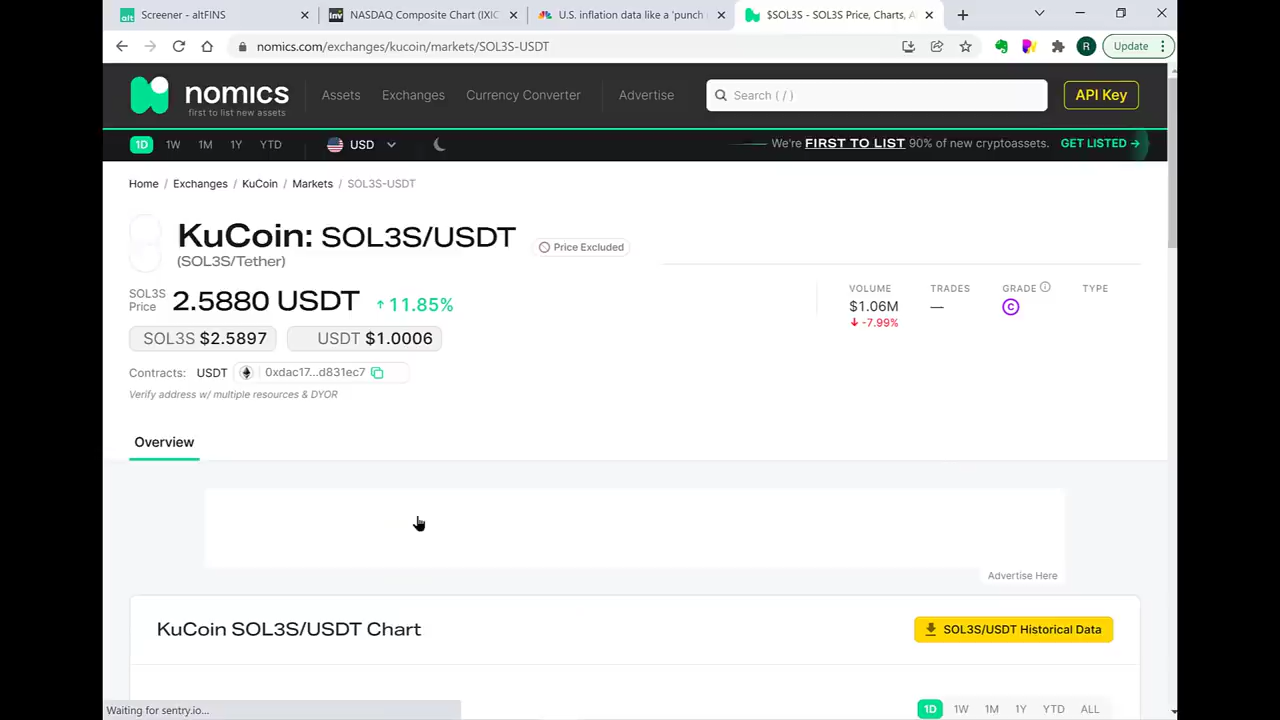 Screener - altFINS
NASDAQ Composite Chart (IXIC
U.S. inflation data like a 'punch
$SOL3S - SOL3S Price, Charts, A
nomics.com/exchanges/kucoin/markets/SOL3S-USDT
R
Update
nomics
first to list new assets
Assets
Exchanges
Currency Converter
Advertise
Search ( / )
API Key
1D 1W 1M 1Y YTD
USD
We're FIRST TO LIST 90% of new cryptoassets.
GET LISTED →
Home / Exchanges / KuCoin / Markets / SOL3S-USDT
KuCoin: SOL3S/USDT
Price Excluded
(SOL3S/Tether)
SOL3S
Price
2.5880 USDT
↑ 11.85%
VOLUME
$1.06M
↓ -7.99%
TRADES
—
GRADE
C
TYPE
SOL3S $2.5897
USDT $1.0006
Contracts: USDT 0xdac17...d831ec7
Verify address w/ multiple resources & DYOR
Overview
Advertise Here
KuCoin SOL3S/USDT Chart
SOL3S/USDT Historical Data
1D 1W 1M 1Y YTD ALL
Waiting for sentry.io...